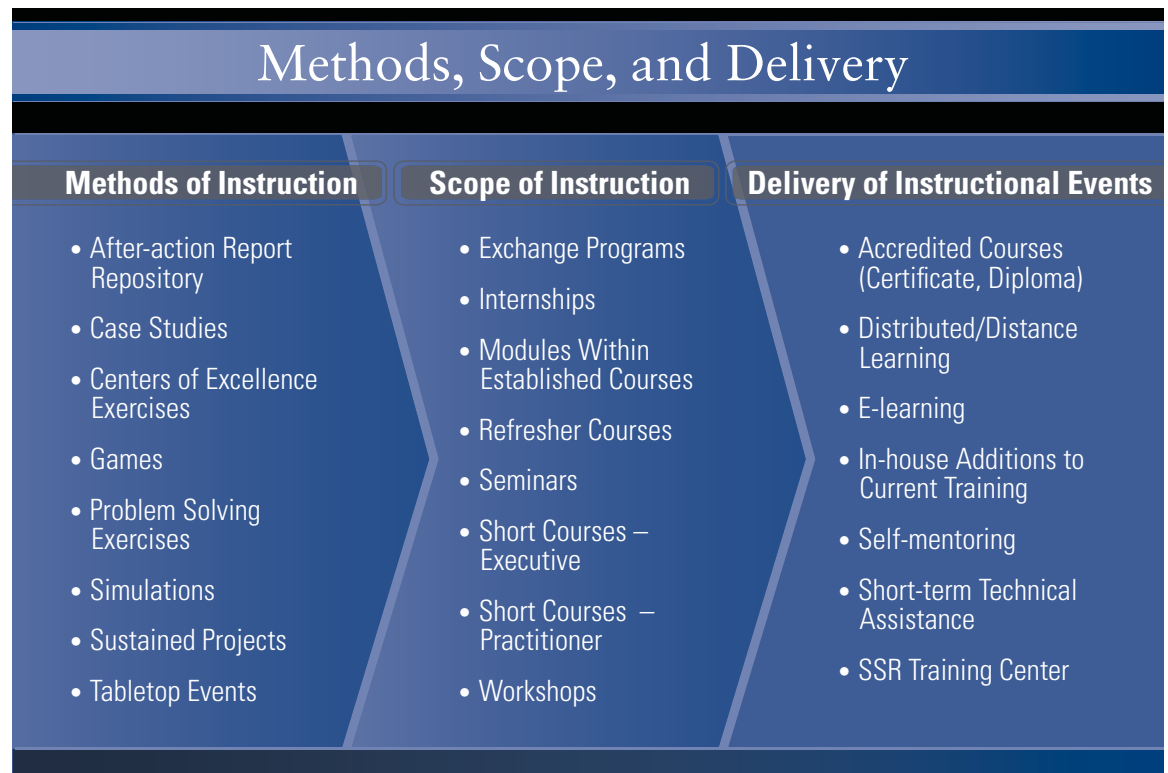 Methods, Scope, and Delivery
Methods of Instruction
• After-action Report
Repository
• Case Studies
• Centers of Excellence
Exercises
• Games
• Problem Solving
Exercises
• Simulations
• Sustained Projects
• Tabletop Events
Scope of Instruction
• Exchange Programs
• Internships
• Modules Within
Established Courses
• Refresher Courses
• Seminars
• Short Courses –
Executive
• Short Courses –
Practitioner
• Workshops
Delivery of Instructional Events
• Accredited Courses
(Certificate, Diploma)
• Distributed/Distance
Learning
• E-learning
• In-house Additions to
Current Training
• Self-mentoring
• Short-term Technical
Assistance
• SSR Training Center